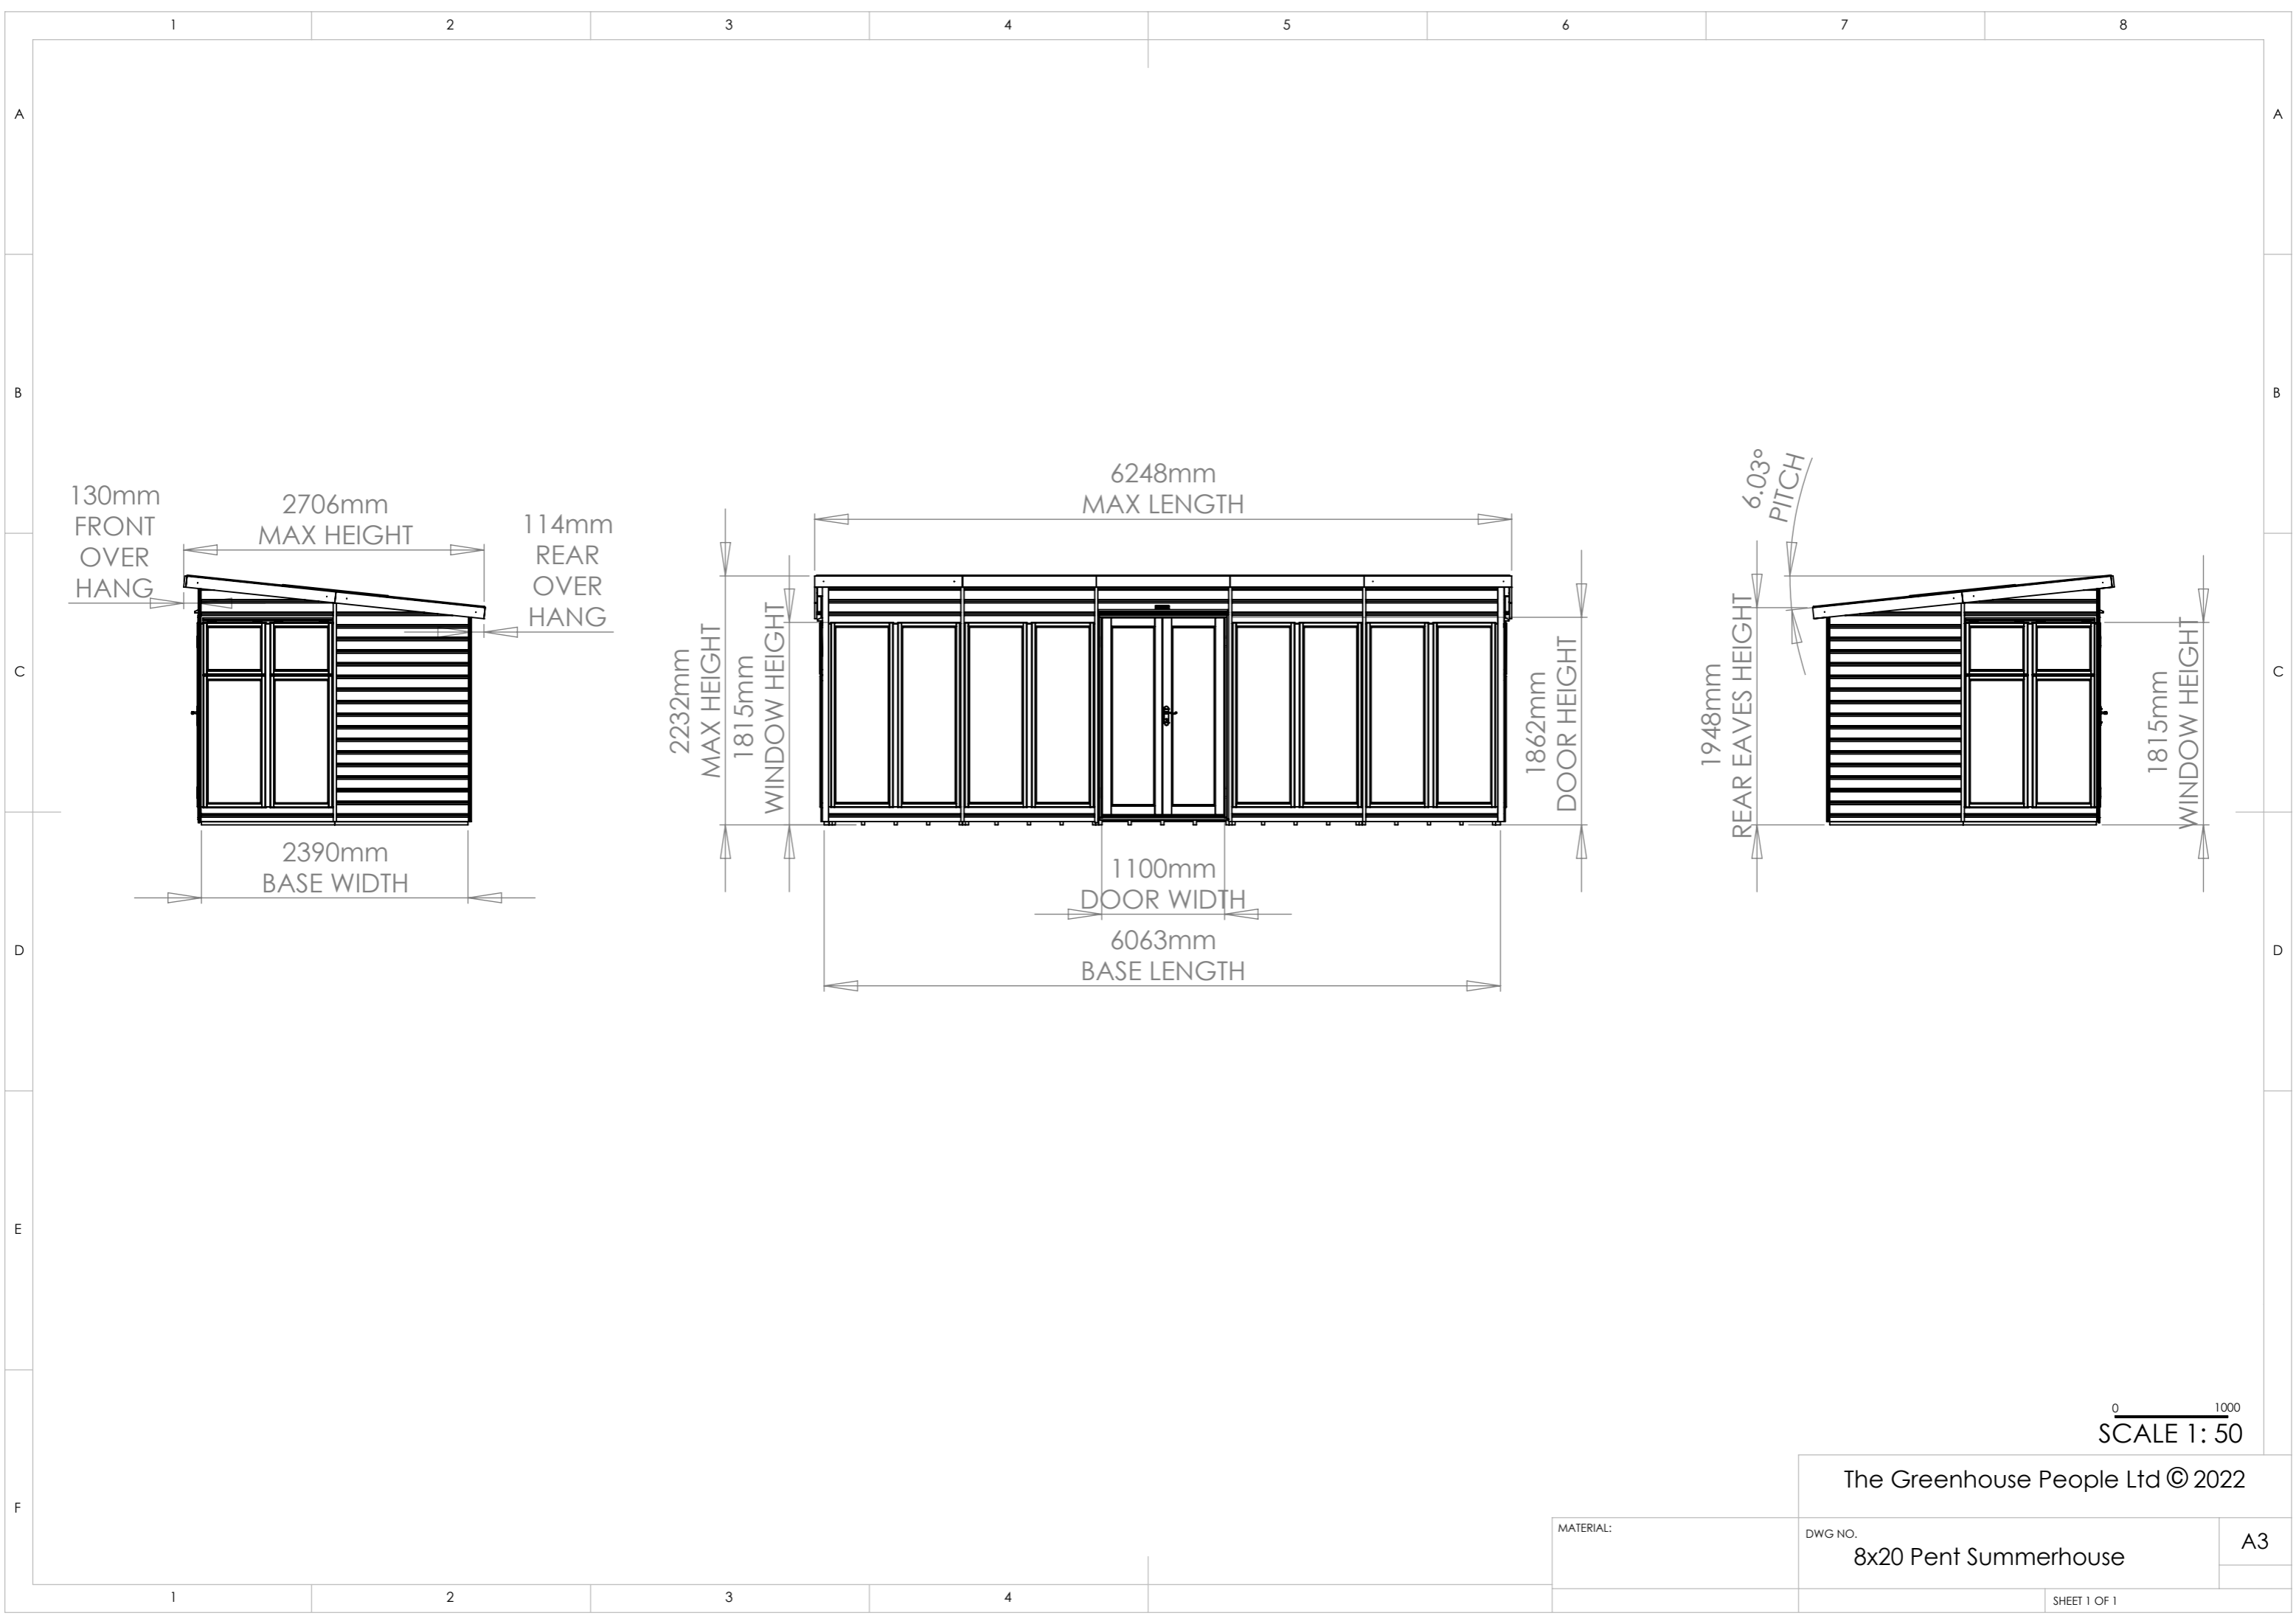 1 2 3 4 5 6 7 8
A A
B B
6248mm
MAX LENGTH
6.03°
PITCH
130mm
FRONT
OVER
HANG
2706mm
MAX HEIGHT
114mm
REAR
OVER
HANG
C C
2232mm
MAX HEIGHT
1815mm
WINDOW HEIGHT
1862mm
DOOR HEIGHT
1948mm
REAR EAVES HEIGHT
1815mm
WINDOW HEIGHT
2390mm
BASE WIDTH
1100mm
DOOR WIDTH
6063mm
BASE LENGTH
D D
E
0 1000
SCALE 1: 50
The Greenhouse People Ltd © 2022
F
MATERIAL:
DWG NO.
8x20 Pent Summerhouse
A3
SHEET 1 OF 1
1 2 3 4